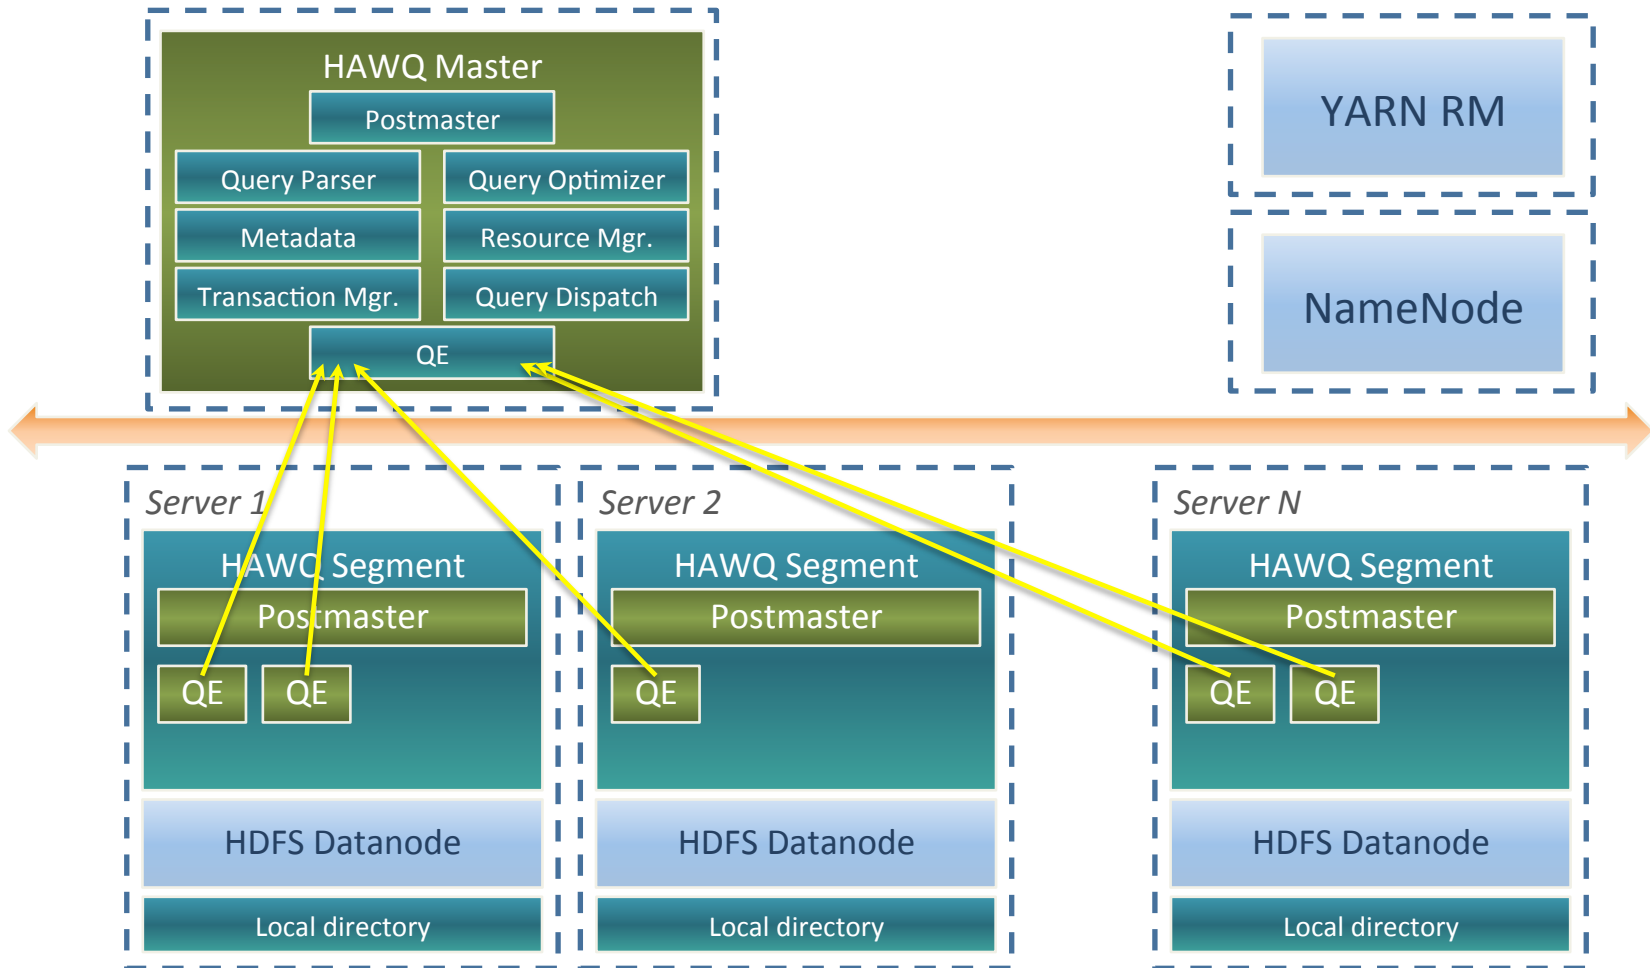 HAWQ Master
Postmaster
Query Parser
Query Optimizer
Metadata
Resource Mgr.
Transaction Mgr.
Query Dispatch
QE
YARN RM
NameNode
Server 1
HAWQ Segment
Postmaster
QE
QE
HDFS Datanode
Local directory
Server 2
HAWQ Segment
Postmaster
QE
HDFS Datanode
Local directory
Server N
HAWQ Segment
Postmaster
QE
QE
HDFS Datanode
Local directory